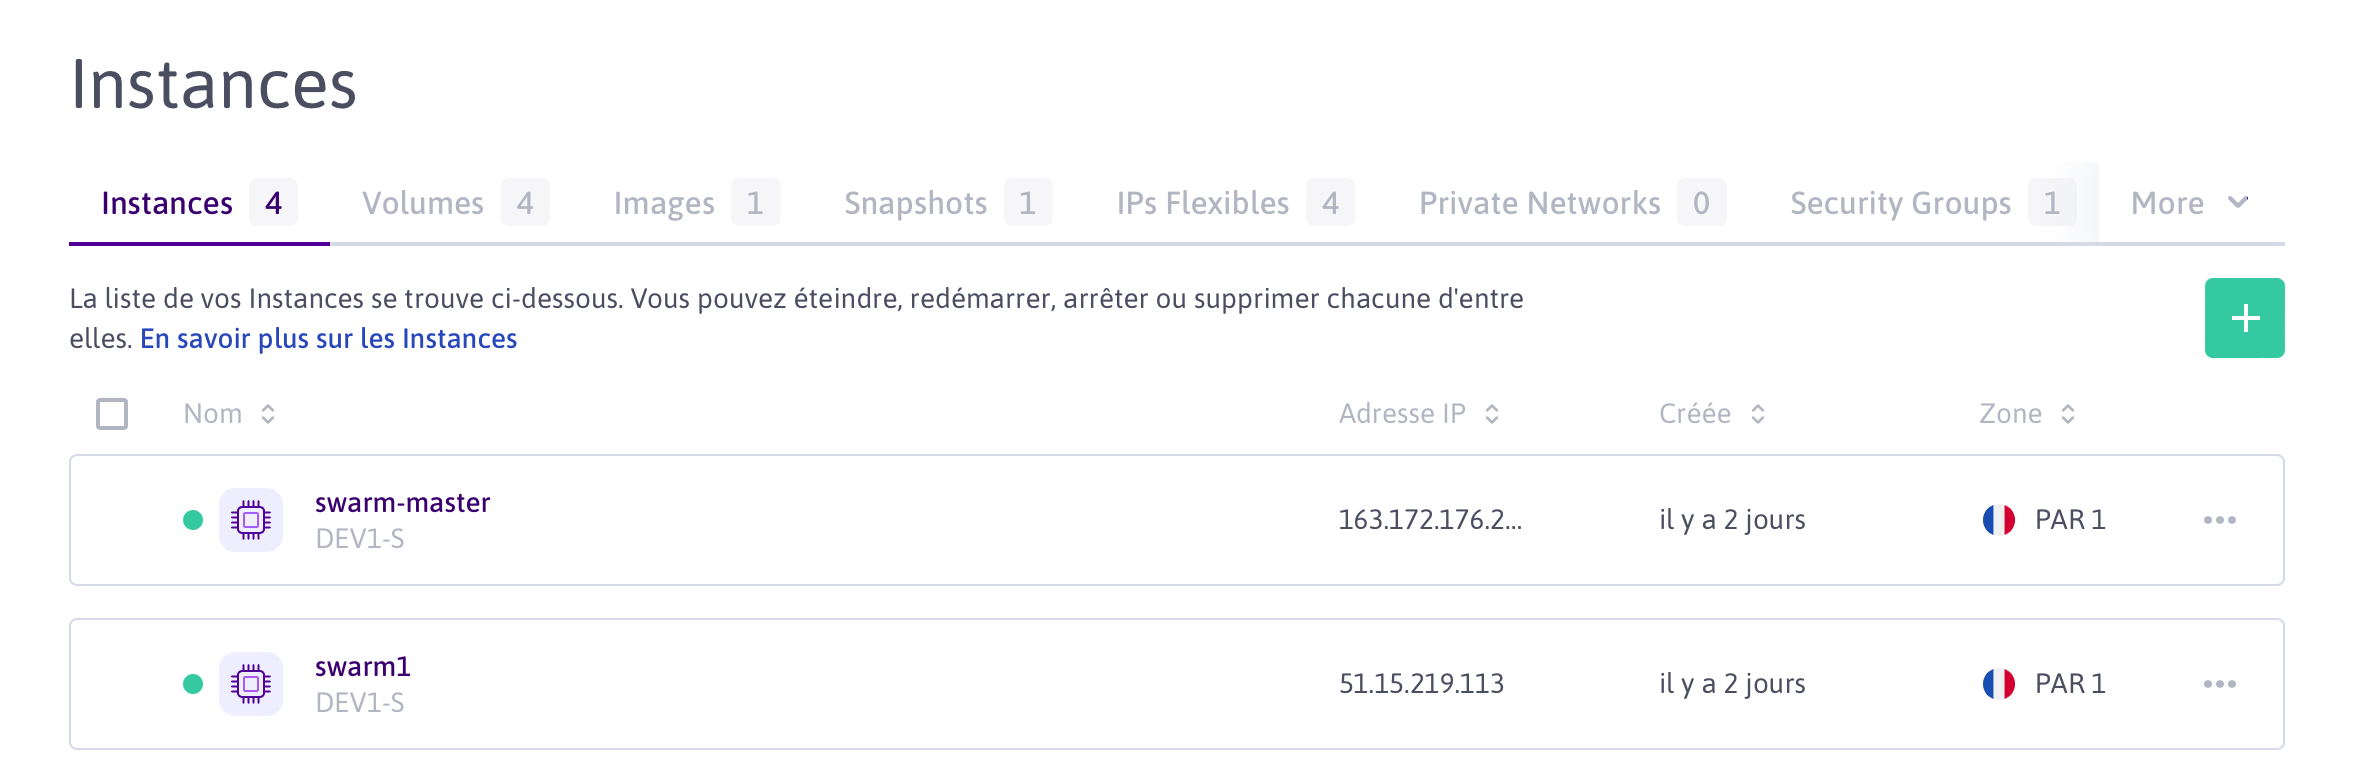 Instances
Instances 4 Volumes 4 Images 1 Snapshots 1 IPs Flexibles 4 Private Networks 0 Security Groups 1 More
La liste de vos Instances se trouve ci-dessous. Vous pouvez éteindre, redémarrer, arrêter ou supprimer chacune d'entre
elles. En savoir plus sur les Instances
Nom Adresse IP Créée Zone
swarm-master
DEV1-S
163.172.176.2... il y a 2 jours PAR 1
swarm1
DEV1-S
51.15.219.113 il y a 2 jours PAR 1